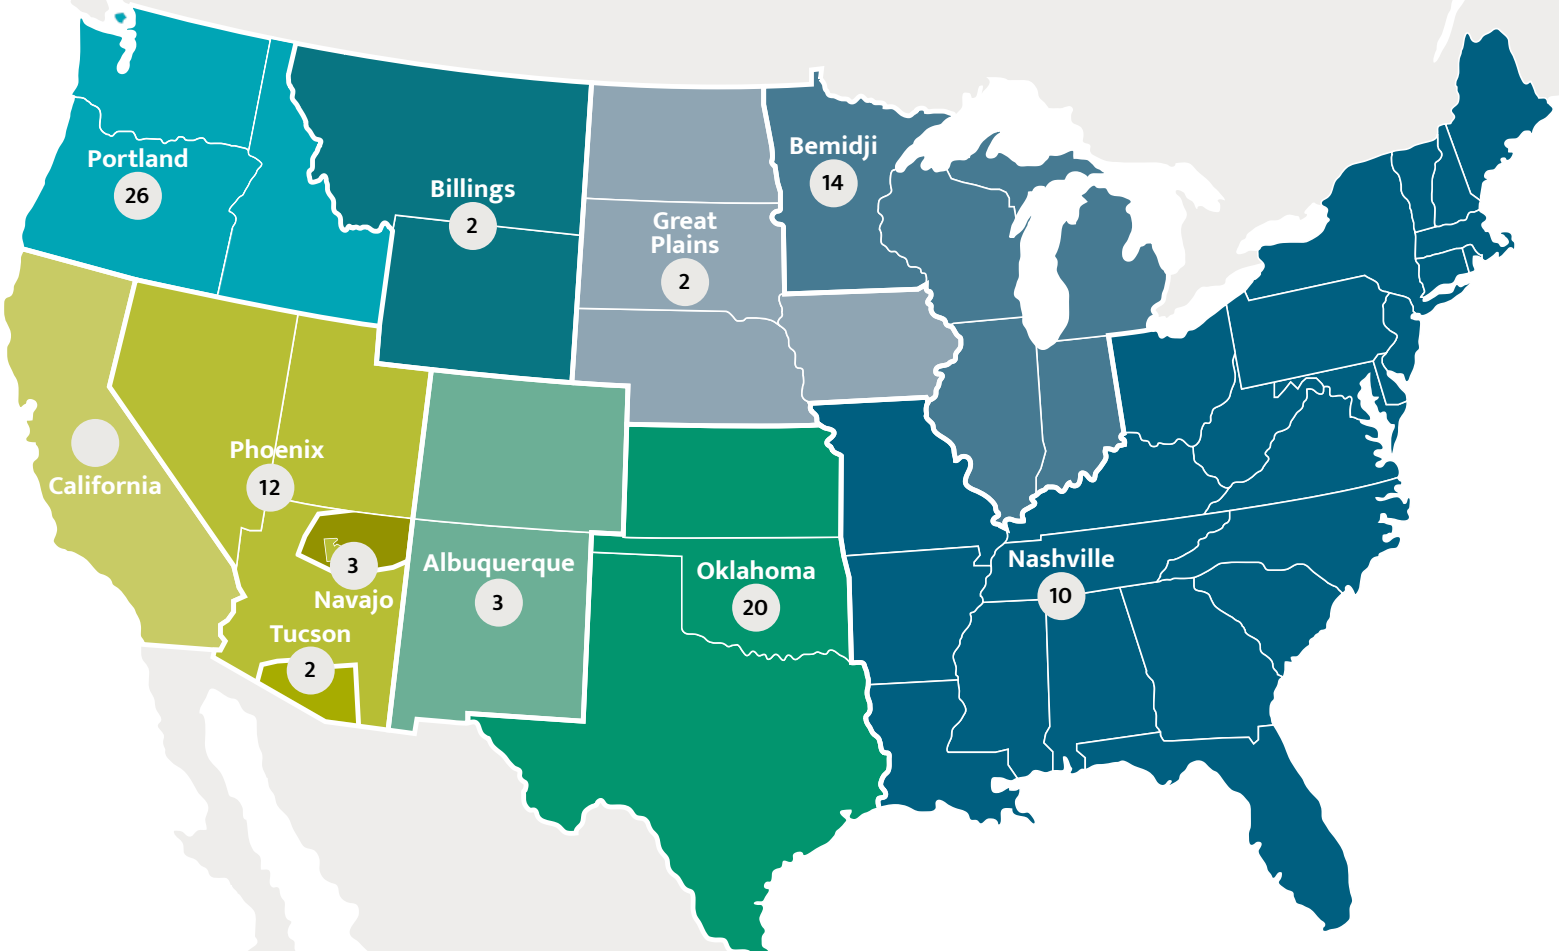 Portland
26
Billings
2
Great
Plains
2
Bemidji
14
California
Phoenix
12
3
Navajo
Tucson
2
Albuquerque
3
Oklahoma
20
Nashville
10